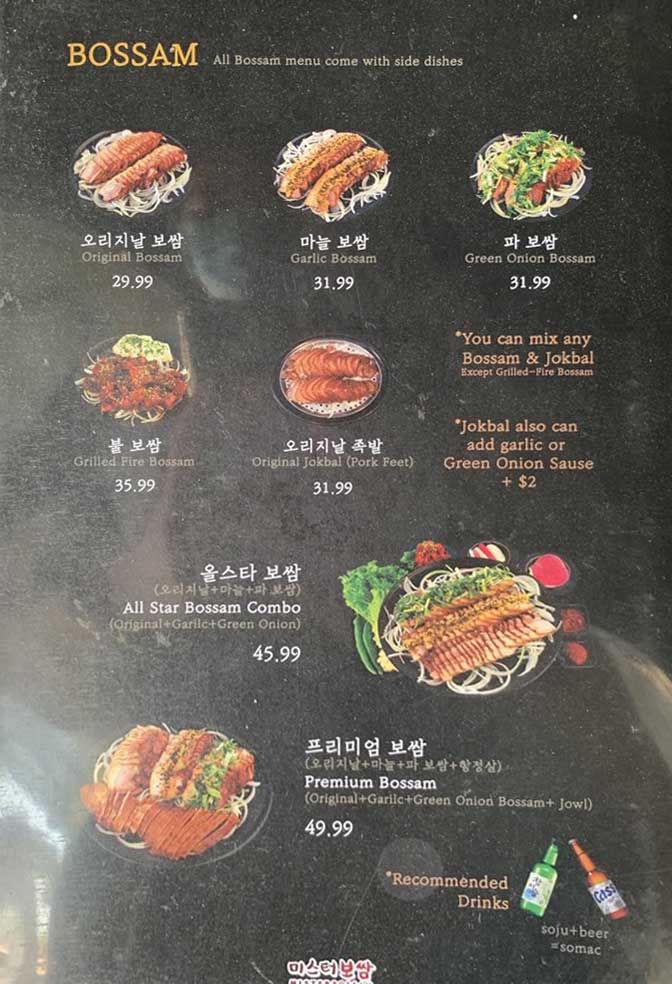 BOSSAM All Bossam menu come with side dishes
오리지날 보쌈
Original Bossam
29.99
마늘 보쌈
Garlic Bossam
31.99
파 보쌈
Green Onion Bossam
31.99
불 보쌈
Grilled Fire Bossam
35.99
오리지날 족발
Original Jokbal (Pork Feet)
31.99
*You can mix any
Bossam & Jokbal
Except Grilled-Fire Bossam
*Jokbal also can
add garlic or
Green Onion Sause
+ $2
올스타 보쌈
(오리지날+마늘+파 보쌈)
All Star Bossam Combo
(Original+Garilc+Green Onion)
45.99
프리미엄 보쌈
(오리지날+마늘+파 보쌈+항정살)
Premium Bossam
(Original+Garilc+Green Onion Bossam+ Jowl)
49.99
*Recommended
Drinks
Cass
soju+beer
=somac
미스터보쌈